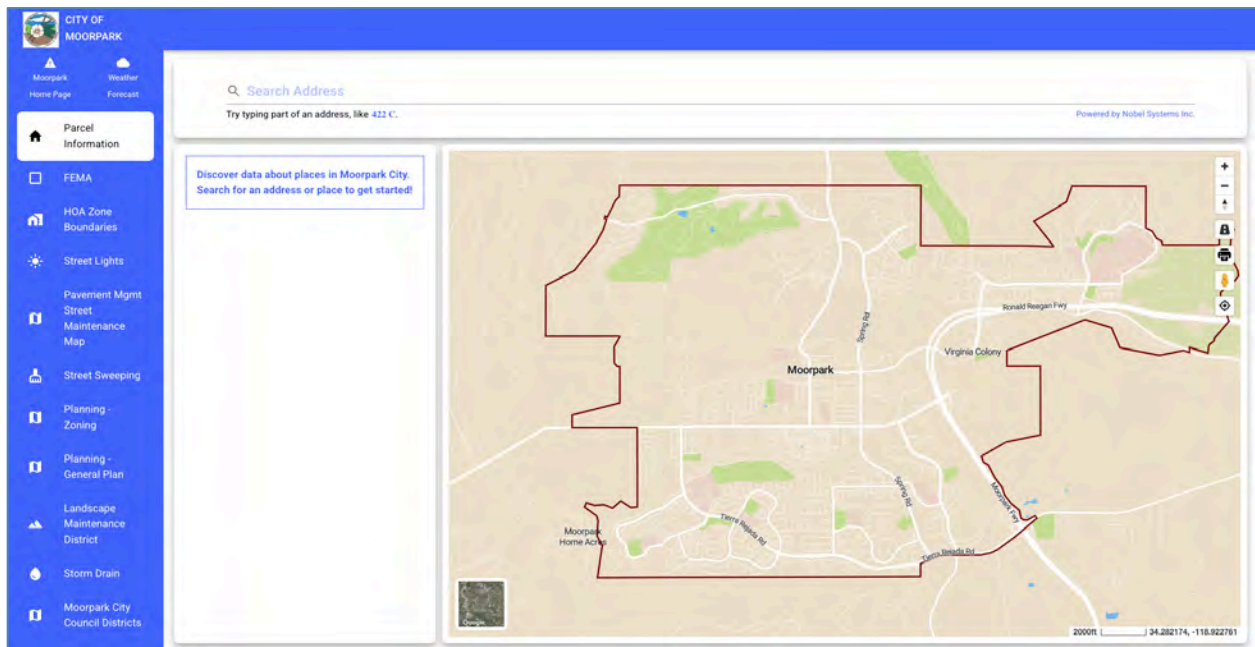 CITY OF
MOORPARK
Moorpark
Home Page
Weather
Forecast
Parcel
Information
FEMA
HOA Zone
Boundaries
Street Lights
Pavement Mgmt
Street
Maintenance
Map
Street Sweeping
Planning -
Zoning
Planning -
General Plan
Landscape
Maintenance
District
Storm Drain
Moorpark City
Council Districts
Search Address
Try typing part of an address, like 422 C.
Powered by Nobel Systems Inc.
Discover data about places in Moorpark City.
Search for an address or place to get started!
Ronald Reagan Fwy
Spring Rd
Virginia Colony
Moorpark
Spring Rd
Moorpark Fwy
Moorpark
Home Acres
Tierra Rejada Rd
Tierra Rejada Rd
Google
2000ft
34.282174, -118.922761